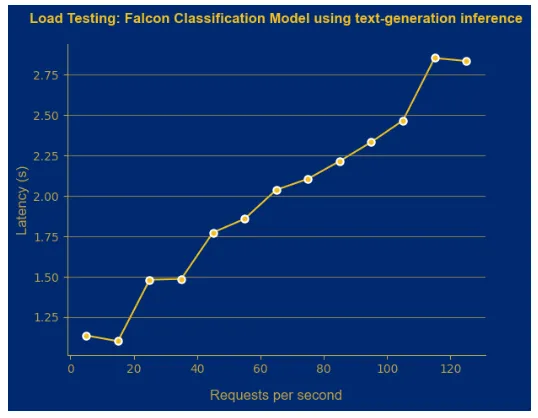 Load Testing: Falcon Classification Model using text-generation inference
2.75
2.50
2.25
2.00
1.75
1.50
1.25
Latency (s)
0 20 40 60 80 100 120
Requests per second